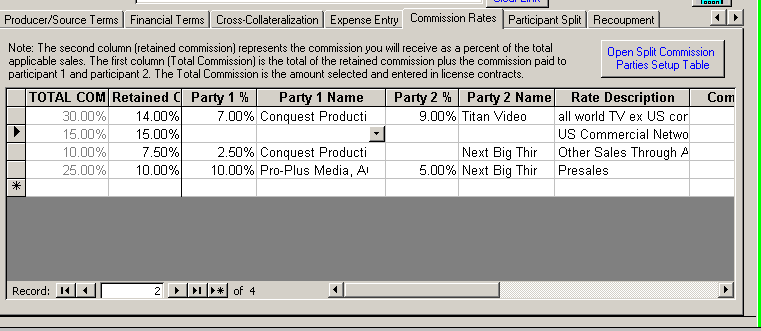 Clear Link
Producer/Source Terms Financial Terms Cross-Collateralization Expense Entry Commission Rates Participant Split Recoupment
Note: The second column (retained commission) represents the commission you will receive as a percent of the total
applicable sales. The first column (Total Commission) is the total of the retained commission plus the commission paid to
participant 1 and participant 2. The Total Commission is the amount selected and entered in license contracts.
Open Split Commission
Parties Setup Table
TOTAL COM Retained C Party 1 % Party 1 Name Party 2 % Party 2 Name Rate Description Com
30.00% 14.00% 7.00% Conquest Producti 9.00% Titan Video all world TV ex US cor
15.00% 15.00% US Commercial Netwo
10.00% 7.50% 2.50% Conquest Producti Next Big Thir Other Sales Through A
25.00% 10.00% 10.00% Pro-Plus Media, A 5.00% Next Big Thir Presales
Record: 2 of 4